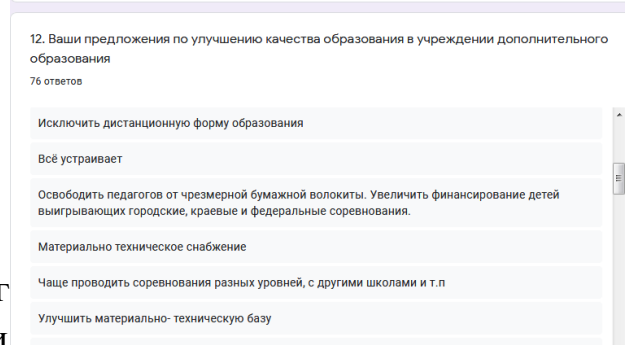 12. Ваши предложения по улучшению качества образования в учреждении дополнительного
образования
76 ответов
Исключить дистанционную форму образования
Всё устраивает
Освободить педагогов от чрезмерной бумажной волокиты. Увеличить финансирование детей
выигрывающих городские, краевые и федеральные соревнования.
Материально техническое снабжение
Чаще проводить соревнования разных уровней, с другими школами и т.п
Улучшить материально- техническую базу